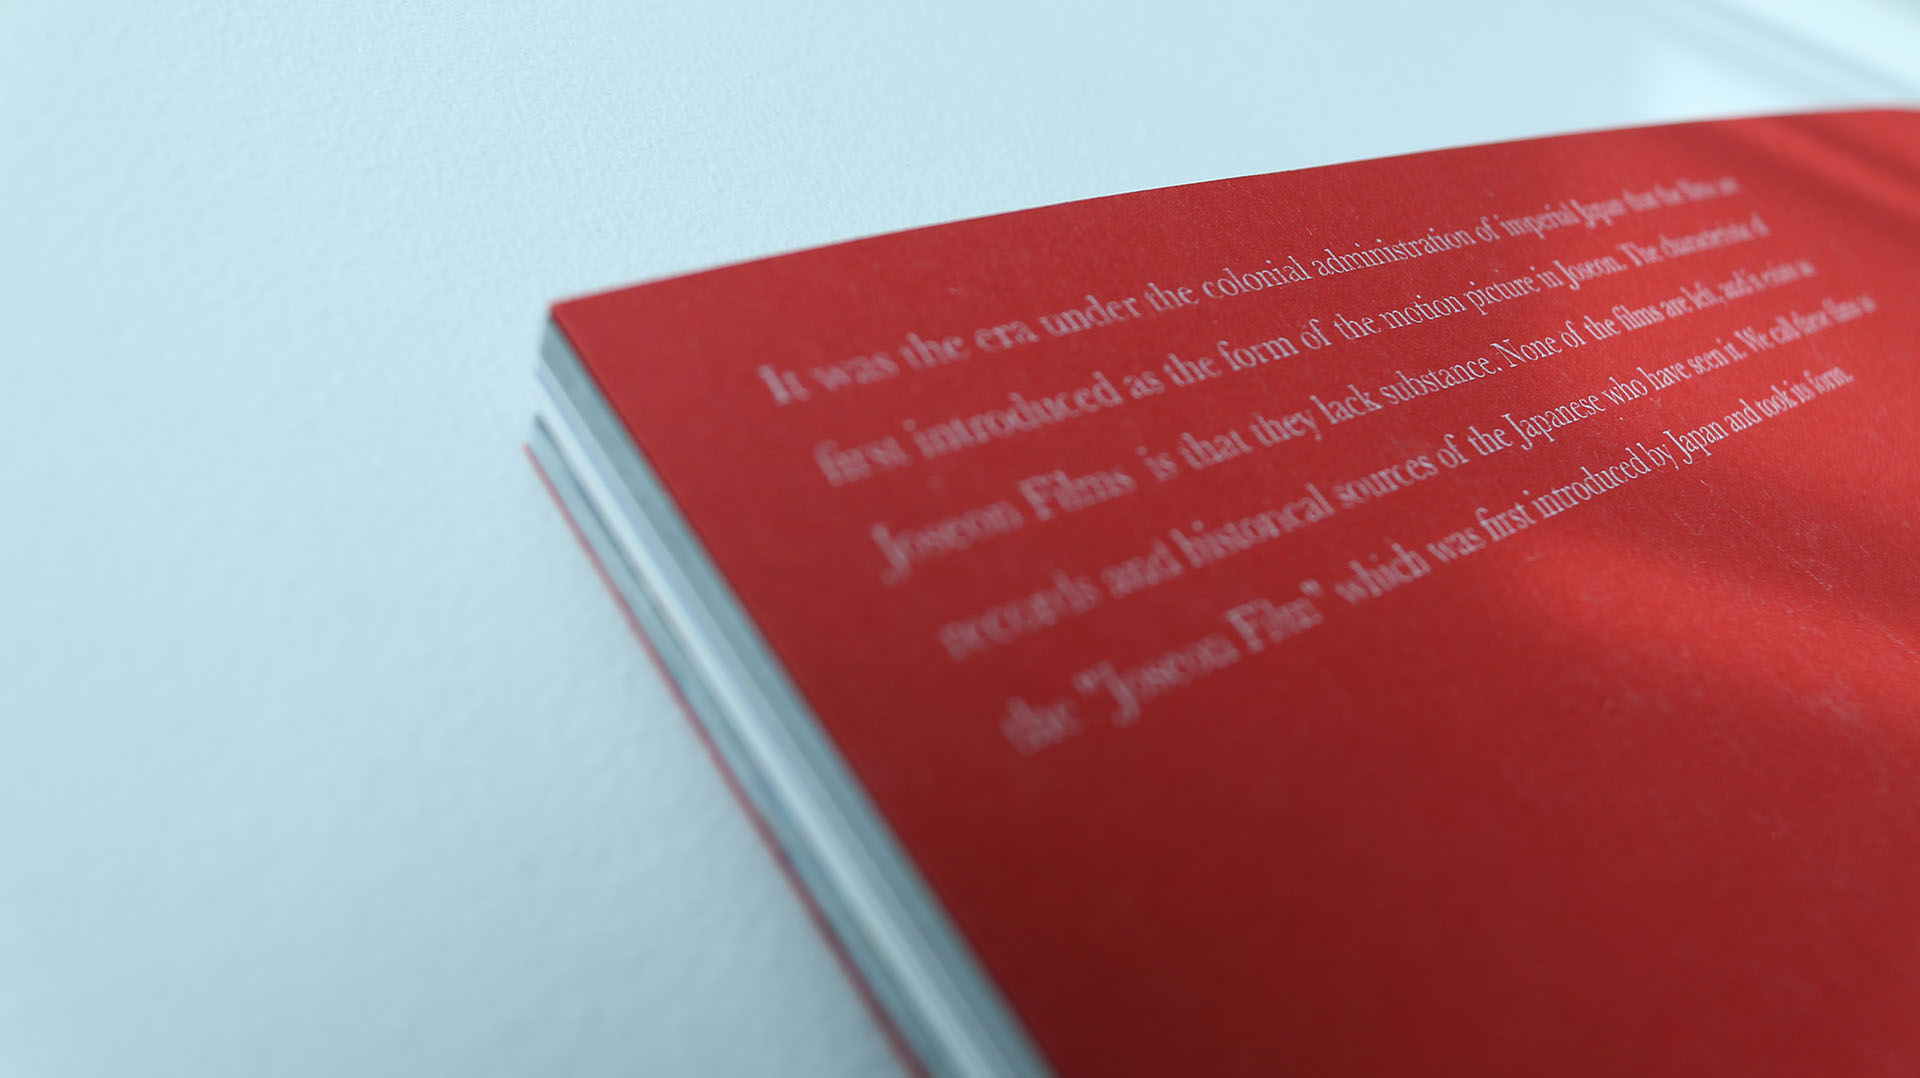 It was the era under the colonial administration of imperial Japan that the films are
first introduced as the form of the motion picture in Joseon. The characteristic of
Joseon Films is that they lack substance. None of the films are left, and it exists as
records and historical sources of the Japanese who have seen it. We call these films as
the "Joseon Film" which was first introduced by Japan and took its form.